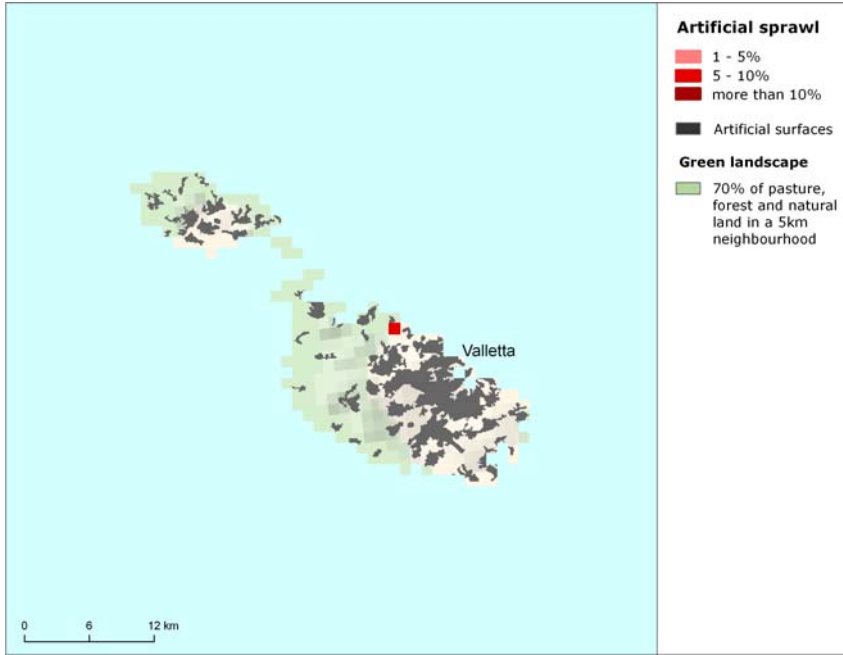 Artificial sprawl
1 - 5%
5 - 10%
more than 10%
Artificial surfaces
Green landscape
70% of pasture,
forest and natural
land in a 5km
neighbourhood
Valletta
0 6 12 km